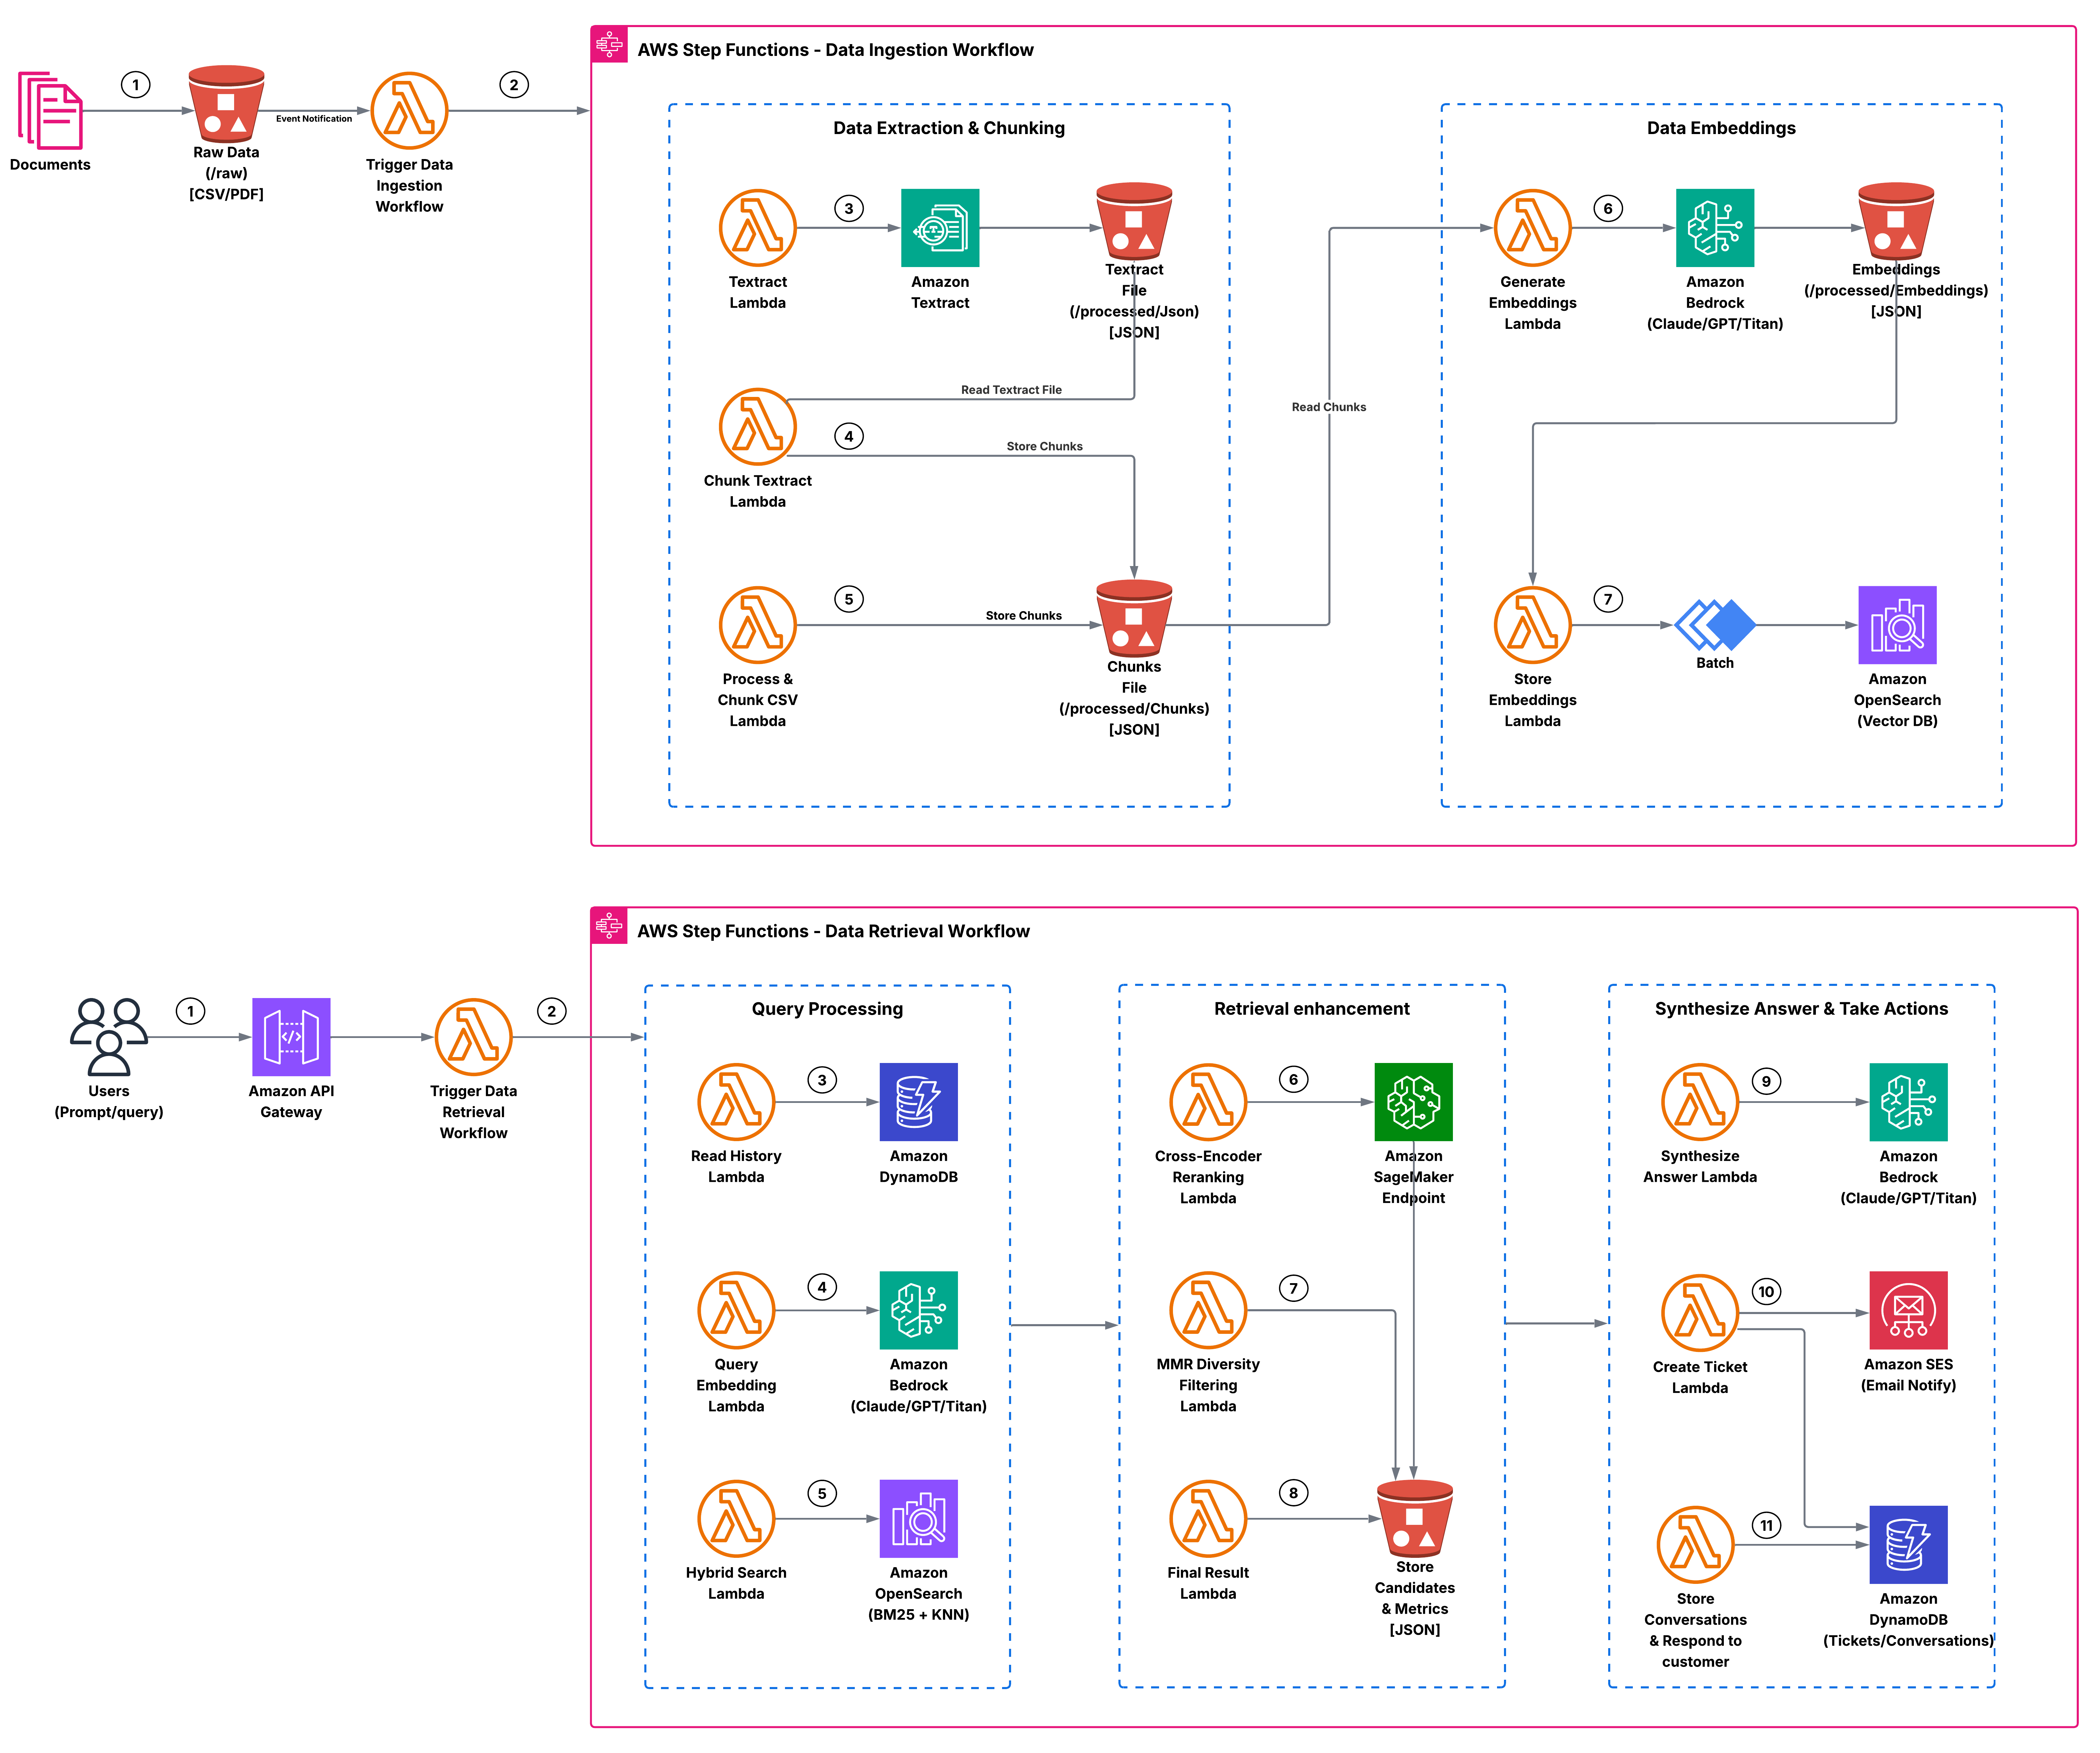 AWS Step Functions - Data Ingestion Workflow
1
2
Event Notification
Documents
Raw Data
(/raw)
[CSV/PDF]
Trigger Data
Ingestion
Workflow
Data Extraction & Chunking
3
Textract
Lambda
Amazon
Textract
Textract
File
(/processed/Json)
[JSON]
Read Textract File
4
Store Chunks
Chunk Textract
Lambda
5
Store Chunks
Process &
Chunk CSV
Lambda
Chunks
File
(/processed/Chunks)
[JSON]
Read Chunks
Data Embeddings
6
Generate
Embeddings
Lambda
Amazon
Bedrock
(Claude/GPT/Titan)
Embeddings
(/processed/Embeddings)
[JSON]
7
Store
Embeddings
Lambda
Batch
Amazon
OpenSearch
(Vector DB)
AWS Step Functions - Data Retrieval Workflow
1
2
Users
(Prompt/query)
Amazon API
Gateway
Trigger Data
Retrieval
Workflow
Query Processing
3
Read History
Lambda
Amazon
DynamoDB
4
Query
Embedding
Lambda
Amazon
Bedrock
(Claude/GPT/Titan)
5
Hybrid Search
Lambda
Amazon
OpenSearch
(BM25 + KNN)
Retrieval enhancement
6
Cross-Encoder
Reranking
Lambda
Amazon
SageMaker
Endpoint
7
MMR Diversity
Filtering
Lambda
8
Final Result
Lambda
Store
Candidates
& Metrics
[JSON]
Synthesize Answer & Take Actions
9
Synthesize
Answer Lambda
Amazon
Bedrock
(Claude/GPT/Titan)
10
Create Ticket
Lambda
Amazon SES
(Email Notify)
11
Store
Conversations
& Respond to
customer
Amazon
DynamoDB
(Tickets/Conversations)